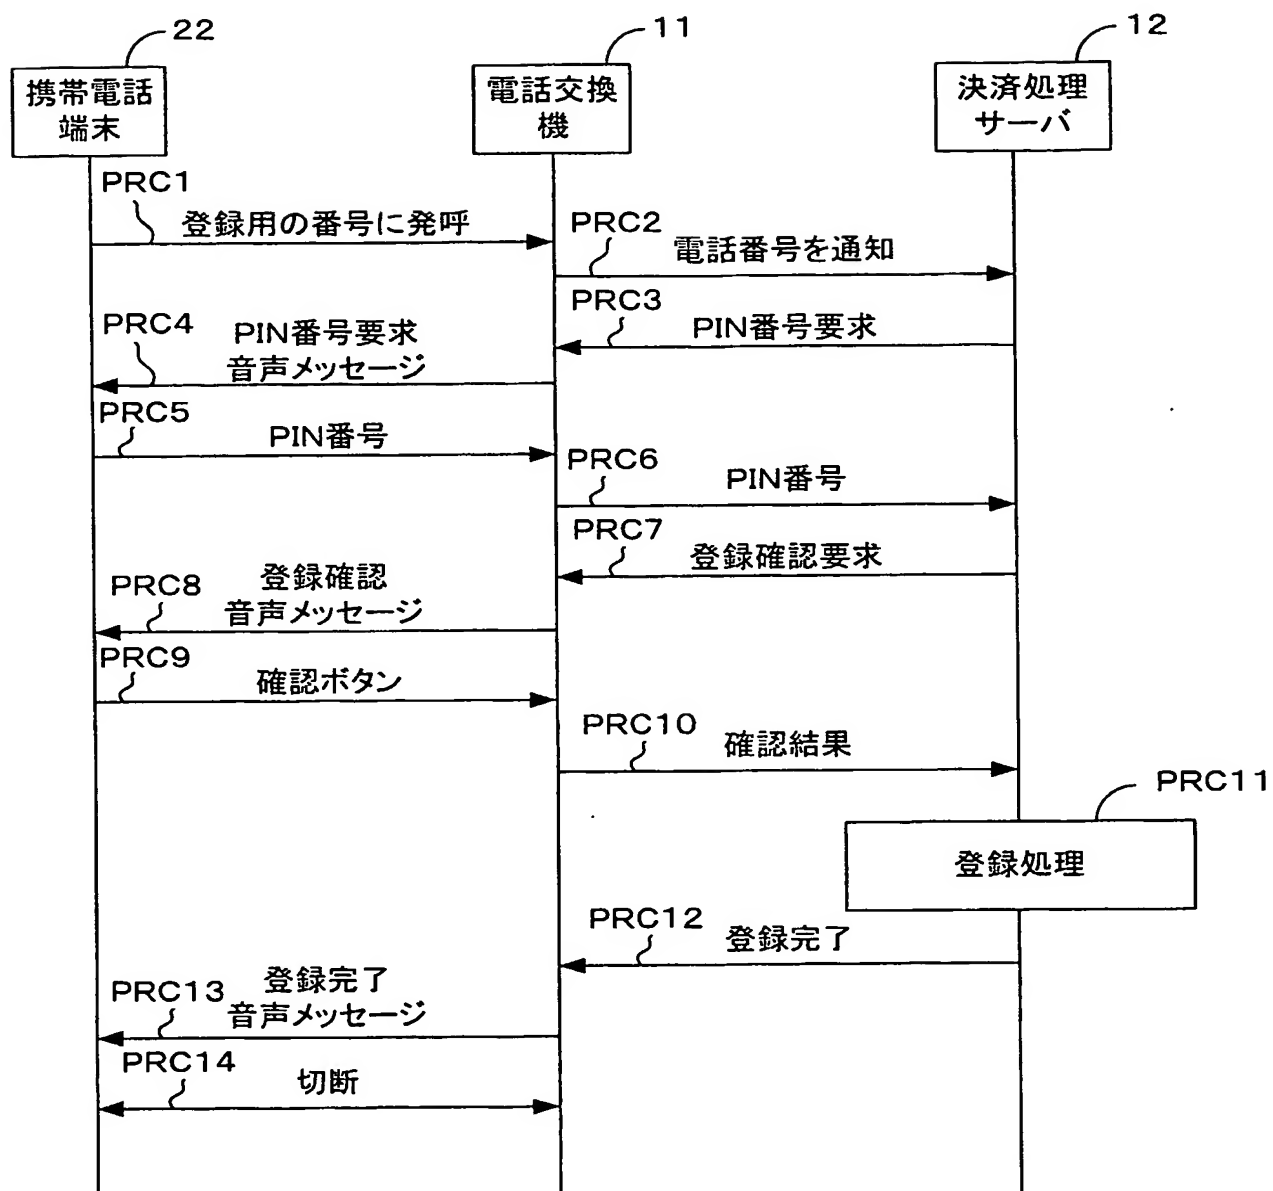 22
11
12
携帯電話
端末
電話交換
機
決済処理
サーバ
PRC1
登録用の番号に発呼
PRC2
電話番号を通知
PRC3
PIN番号要求
PRC4
PIN番号要求
音声メッセージ
PRC5
PIN番号
PRC6
PIN番号
PRC7
登録確認要求
PRC8
登録確認
音声メッセージ
PRC9
確認ボタン
PRC10
確認結果
PRC11
登録処理
PRC12
登録完了
PRC13
登録完了
音声メッセージ
PRC14
切断